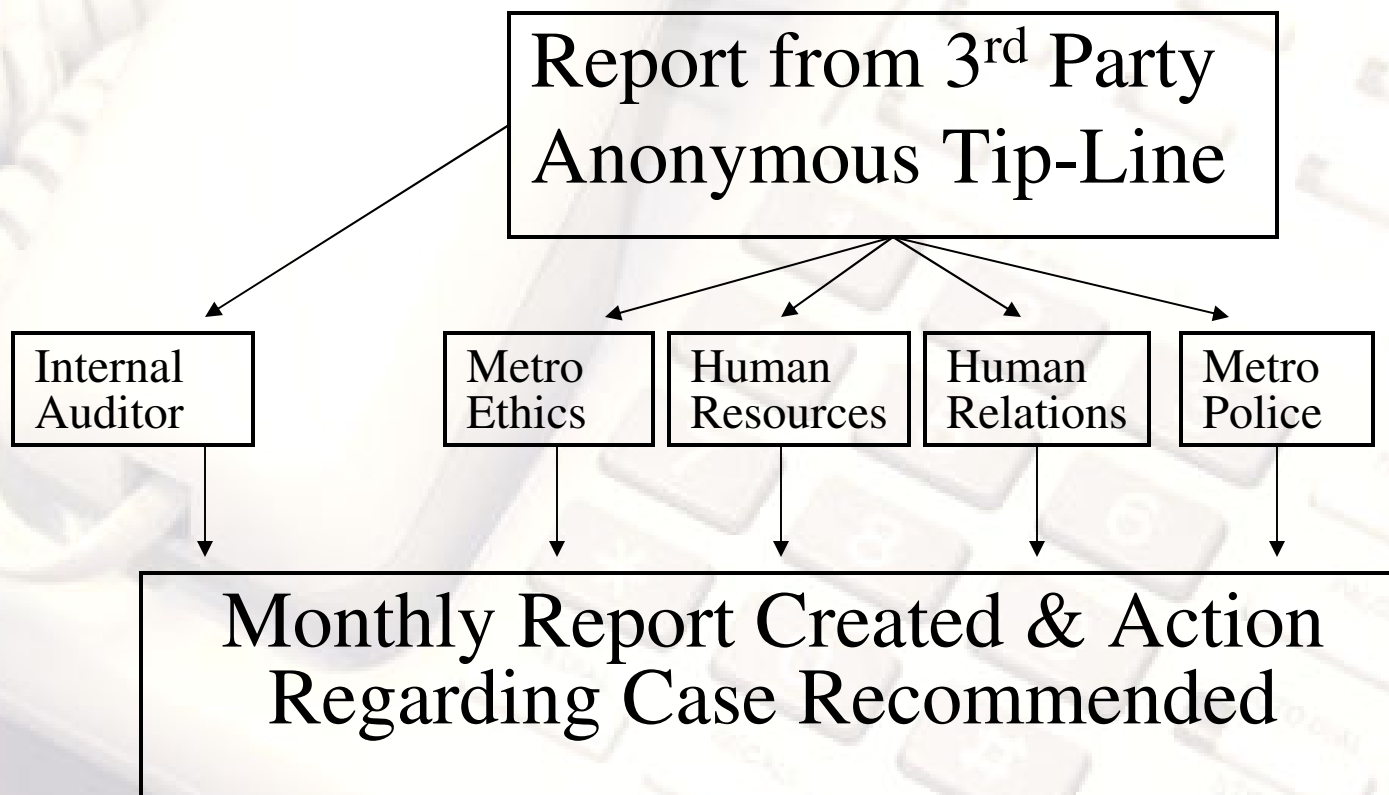 Report from 3rd Party
Anonymous Tip-Line
Internal
Auditor
Metro
Ethics
Human
Resources
Human
Relations
Metro
Police
Monthly Report Created & Action
Regarding Case Recommended